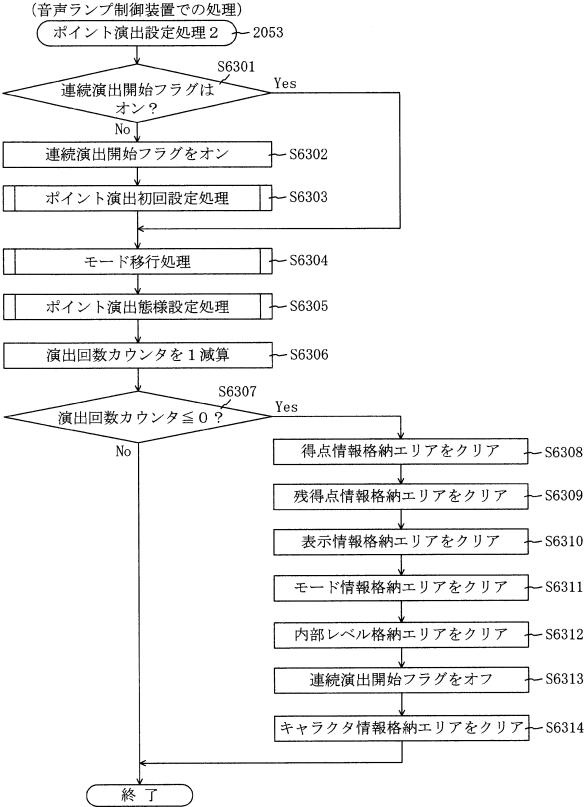 (音声ランプ制御装置での処理)
ポイント演出設定処理２
2053
S6301
連続演出開始フラグは
オン？
Yes
No
連続演出開始フラグをオン
S6302
ポイント演出初回設定処理
S6303
モード移行処理
S6304
ポイント演出態様設定処理
S6305
演出回数カウンタを１減算
S6306
S6307
演出回数カウンタ≦０？
Yes
No
得点情報格納エリアをクリア
S6308
残得点情報格納エリアをクリア
S6309
表示情報格納エリアをクリア
S6310
モード情報格納エリアをクリア
S6311
内部レベル格納エリアをクリア
S6312
連続演出開始フラグをオフ
S6313
キャラクタ情報格納エリアをクリア
S6314
終 了